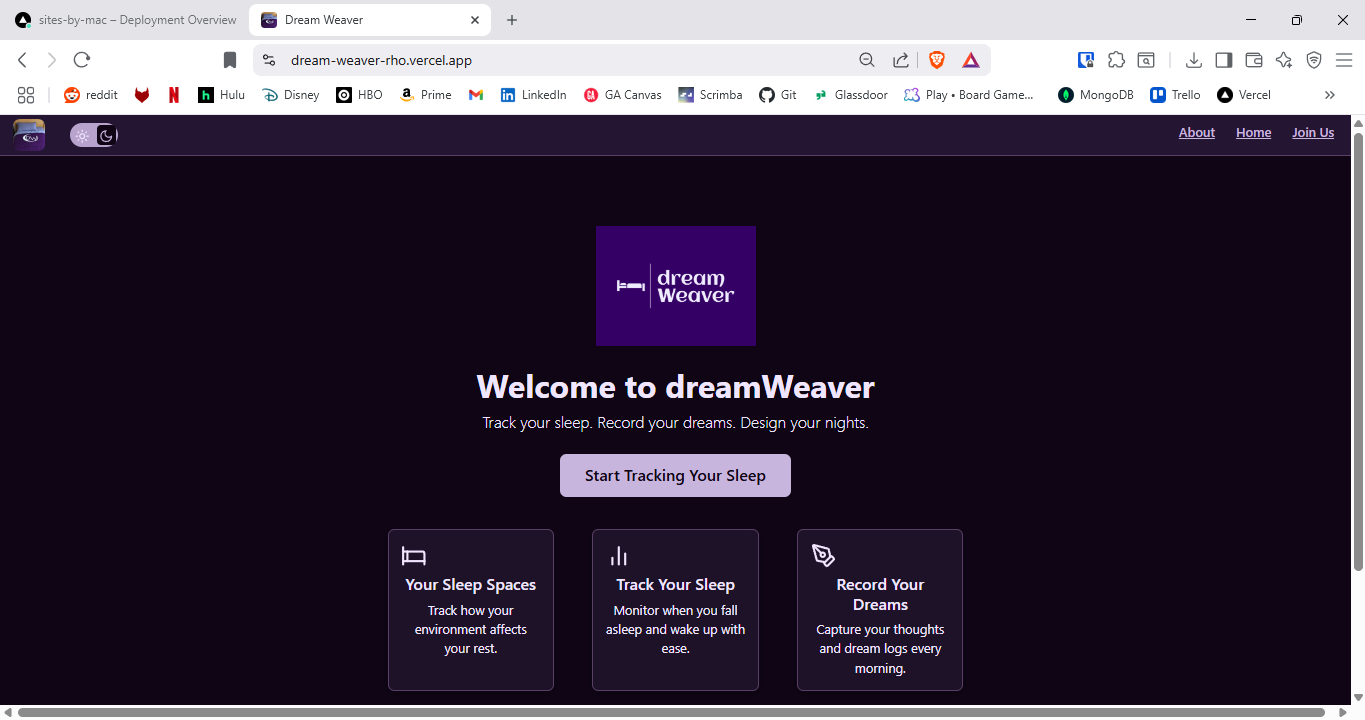 sites-by-mac – Deployment Overview
Dream Weaver
dream-weaver-rho.vercel.app
reddit
Hulu
Disney
HBO
Prime
LinkedIn
GA Canvas
Scrimba
Git
Glassdoor
Play • Board Game...
MongoDB
Trello
Vercel
About
Home
Join Us
dream
Weaver
Welcome to dreamWeaver
Track your sleep. Record your dreams. Design your nights.
Start Tracking Your Sleep
Your Sleep Spaces
Track how your
environment affects
your rest.
Track Your Sleep
Monitor when you fall
asleep and wake up with
ease.
Record Your
Dreams
Capture your thoughts
and dream logs every
morning.